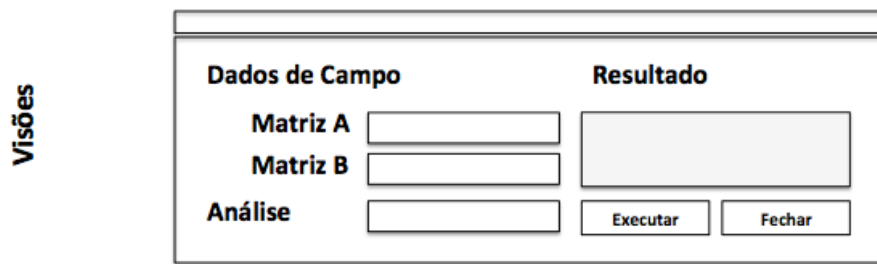 Visões
Dados de Campo
Resultado
Matriz A
Matriz B
Análise
Executar
Fechar